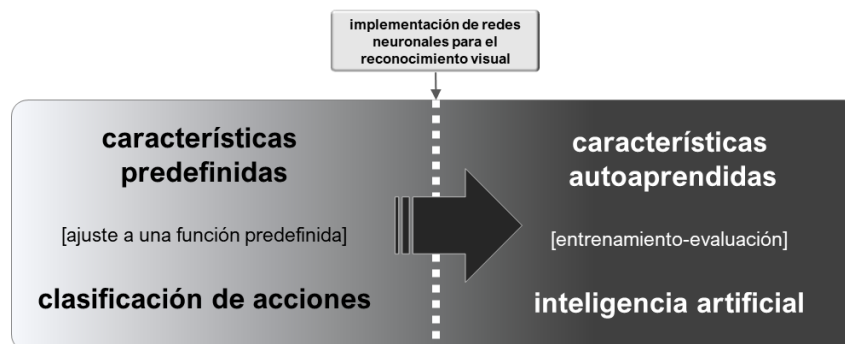 implementación de redes
neuronales para el
reconocimiento visual
características
predefinidas
[ajuste a una función predefinida]
clasificación de acciones
características
autoaprendidas
[entrenamiento-evaluación]
inteligencia artificial